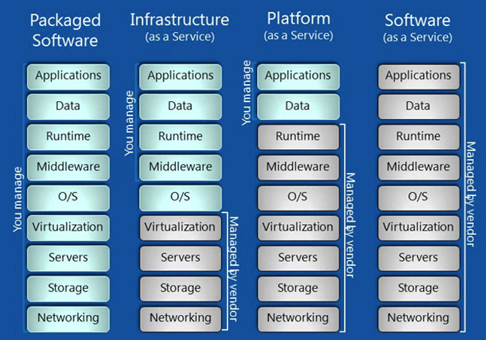 Packaged
Software
Infrastructure
(as a Service)
Platform
(as a Service)
Software
(as a Service)
You manage
Applications
Data
Runtime
Middleware
O/S
Virtualization
Servers
Storage
Networking
You manage
Applications
Data
Runtime
Middleware
O/S
Virtualization
Servers
Storage
Networking
Managed by vendor
You manage
Applications
Data
Runtime
Middleware
O/S
Virtualization
Servers
Storage
Networking
Managed by vendor
Applications
Data
Runtime
Middleware
O/S
Virtualization
Servers
Storage
Networking
Managed by vendor